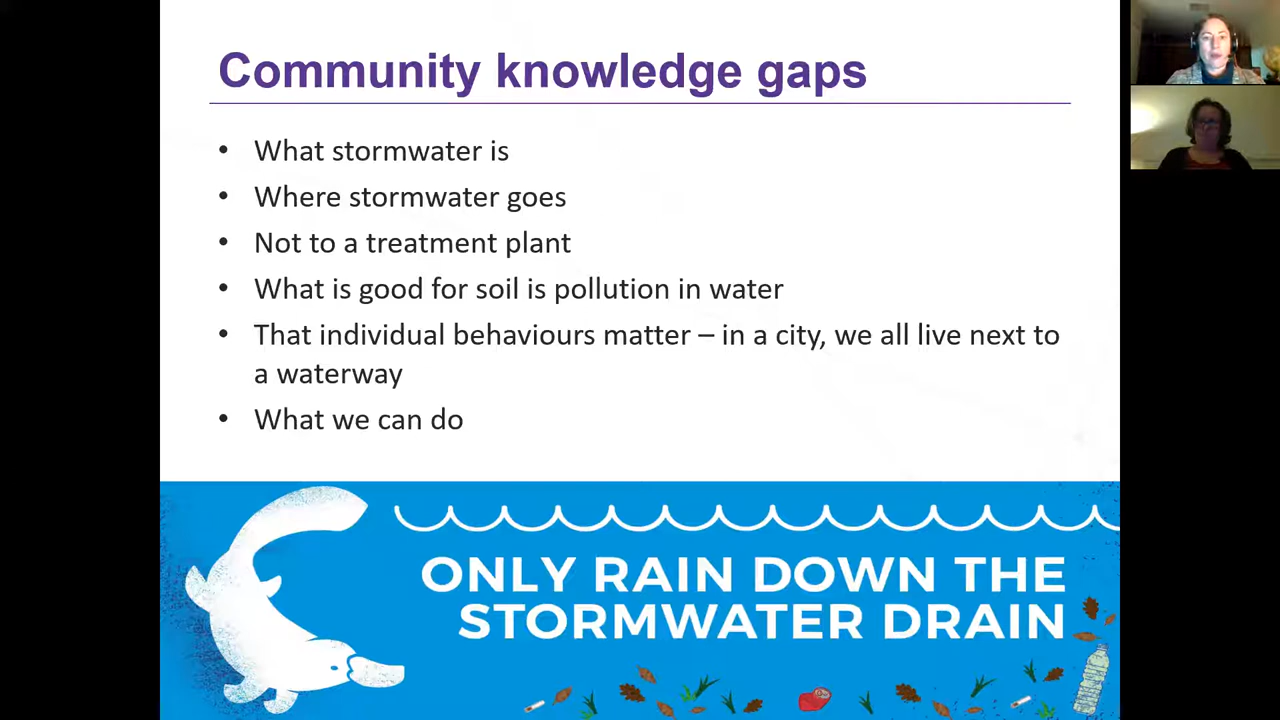 Community knowledge gaps
• What stormwater is
• Where stormwater goes
• Not to a treatment plant
• What is good for soil is pollution in water
• That individual behaviours matter – in a city, we all live next to
a waterway
• What we can do
ONLY RAIN DOWN THE
STORMWATER DRAIN